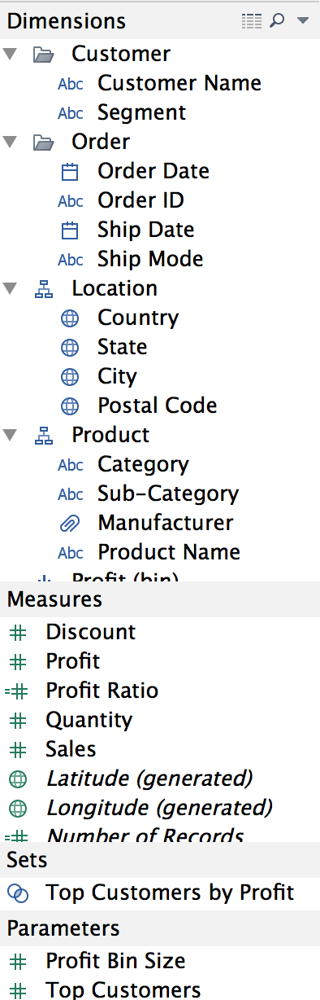 Dimensions
Customer
Abc Customer Name
Abc Segment
Order
Order Date
Abc Order ID
Ship Date
Abc Ship Mode
Location
Country
State
City
Postal Code
Product
Abc Category
Abc Sub-Category
Manufacturer
Abc Product Name
Profit (bin)
Measures
# Discount
# Profit
=# Profit Ratio
# Quantity
# Sales
Latitude (generated)
Longitude (generated)
=# Number of Records
Sets
Top Customers by Profit
Parameters
# Profit Bin Size
# Top Customers